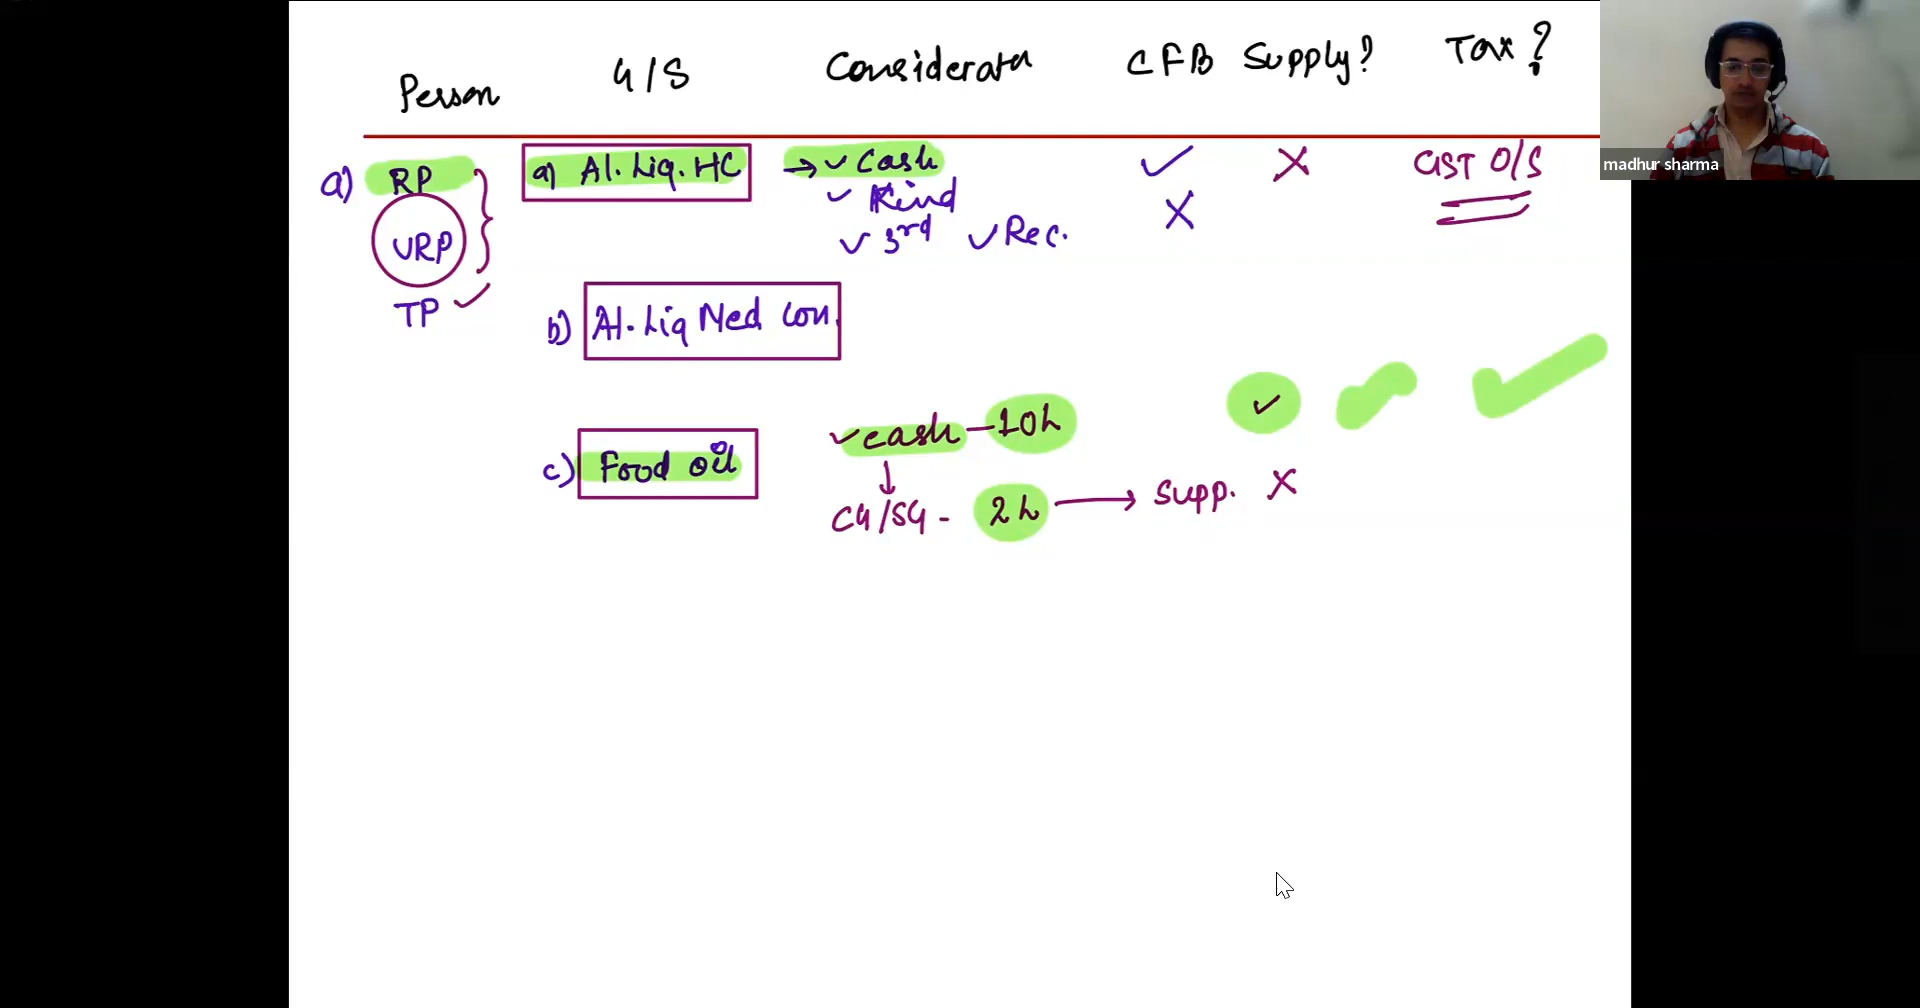 Person G/S Consideratn CFB Supply? Tax?
a) RP a) Al. Liq. HC → ✓ Cash ✓ X GST O/S
✓ Kind X
URP ✓ 3rd ✓ Rec.
TP ✓
b) Al. Liq Med Con.
✓ cash – 10L ✓
c) Food oil
CG/SG - 2L → Supp. X
madhur sharma